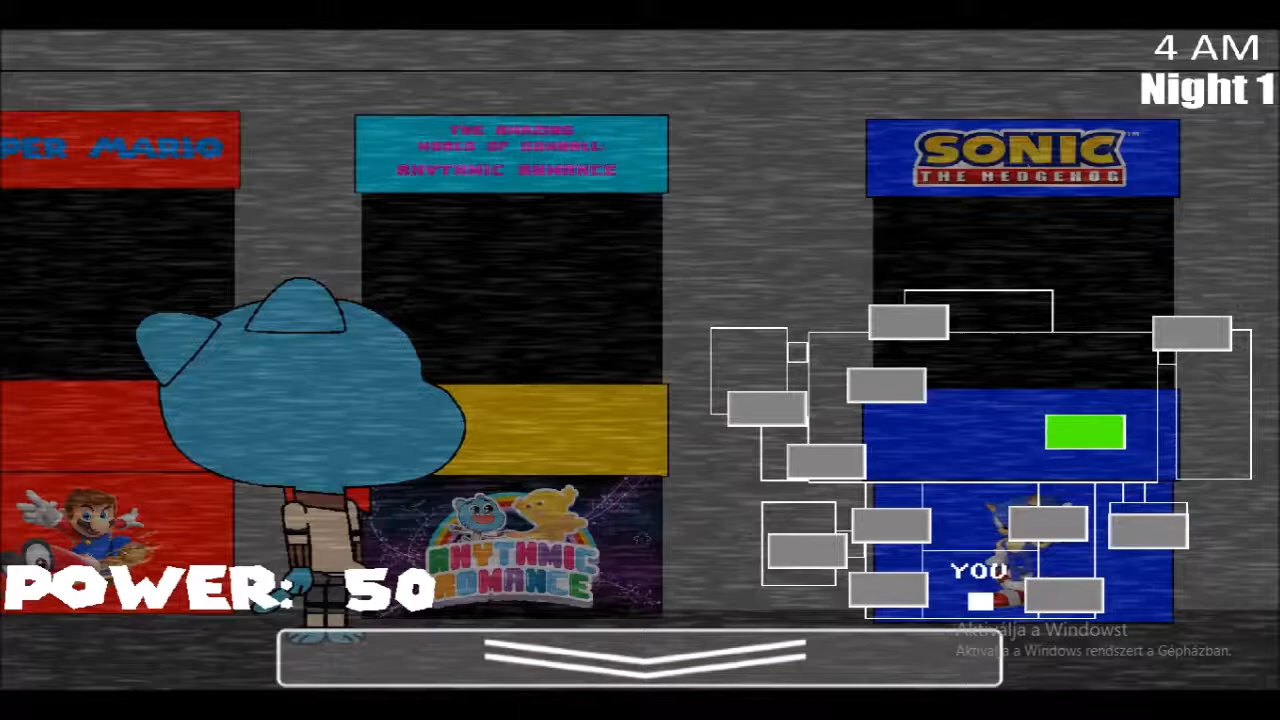 4 AM
Night 1
PER MARIO
THE AMAZING
WORLD OF GUMBALL:
RHYTHMIC ROMANCE
SONIC™
THE HEDGEHOG
RHYTHMIC
ROMANCE
POWER: 50
YOU
Aktiválja a Windowst
Aktiválja a Windows rendszert a Gépházban.